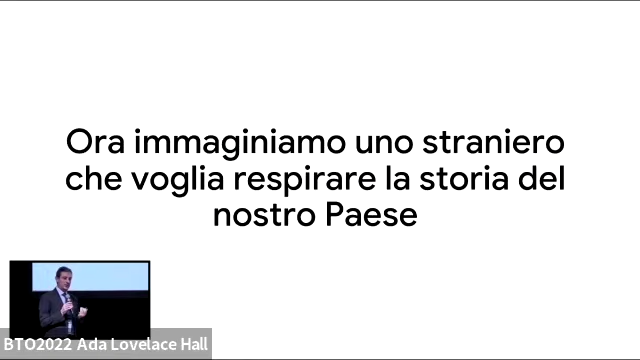 Ora immaginiamo uno straniero
che voglia respirare la storia del
nostro Paese
BTO2022 Ada Lovelace Hall